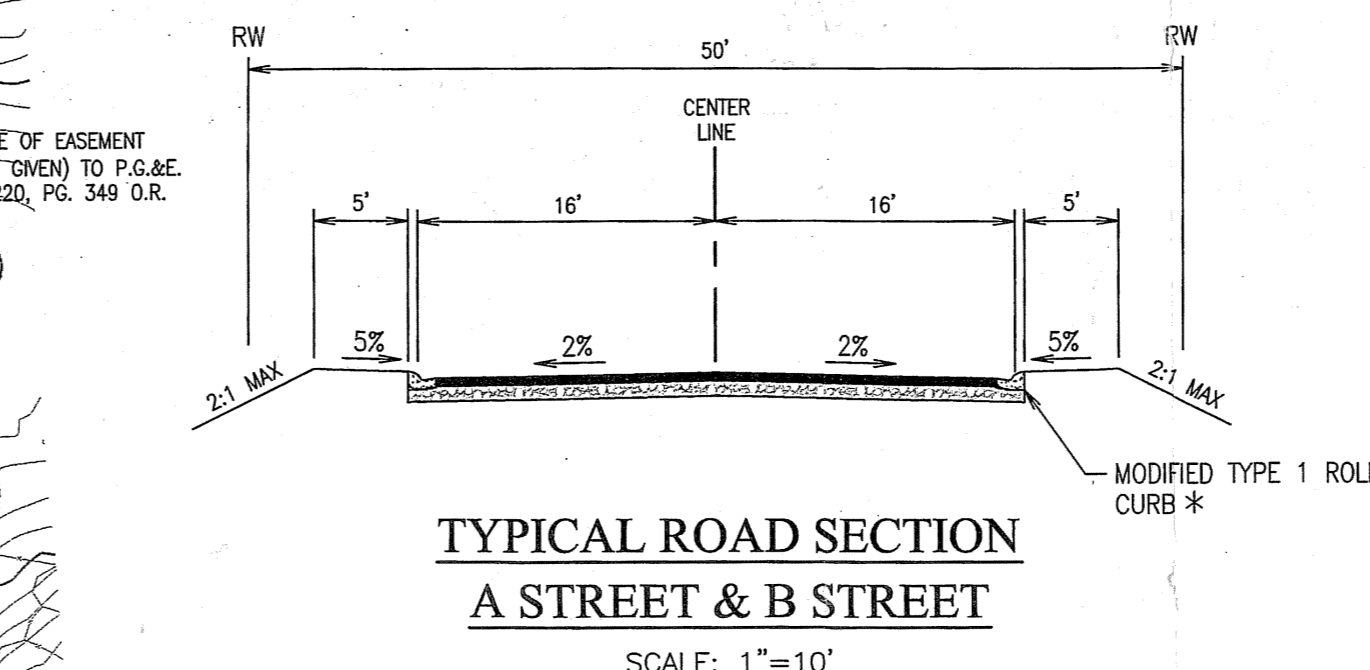 RW
RW
50'
CENTER
LINE
OF EASEMENT
GIVEN) TO P.G.&E.
PG. 349 O.R.
5'
16'
16'
5'
5%
2%
2%
5%
2:1 MAX
2:1 MAX
MODIFIED TYPE 1
CURB *
TYPICAL ROAD SECTION
A STREET & B STREET
SCALE: 1"=10'